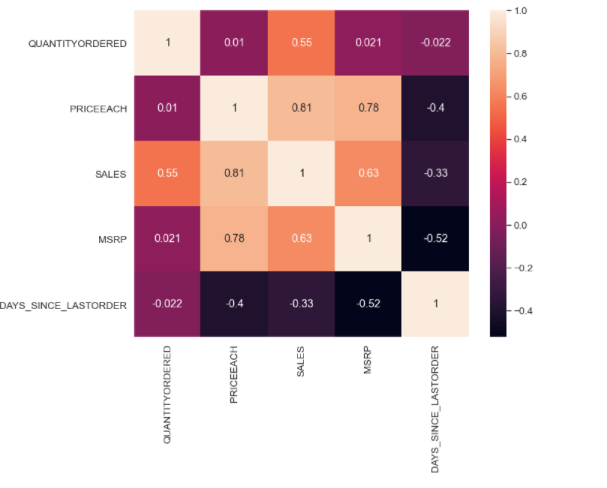 1.0
QUANTITYORDERED 1 0.01 0.55 0.021 -0.022
0.8
PRICEEACH 0.01 1 0.81 0.78 -0.4
0.6
0.4
SALES 0.55 0.81 1 0.63 -0.33
0.2
0.0
MSRP 0.021 0.78 0.63 1 -0.52
-0.2
DAYS_SINCE_LASTORDER -0.022 -0.4 -0.33 -0.52 1
-0.4
QUANTITYORDERED
PRICEEACH
SALES
MSRP
DAYS_SINCE_LASTORDER